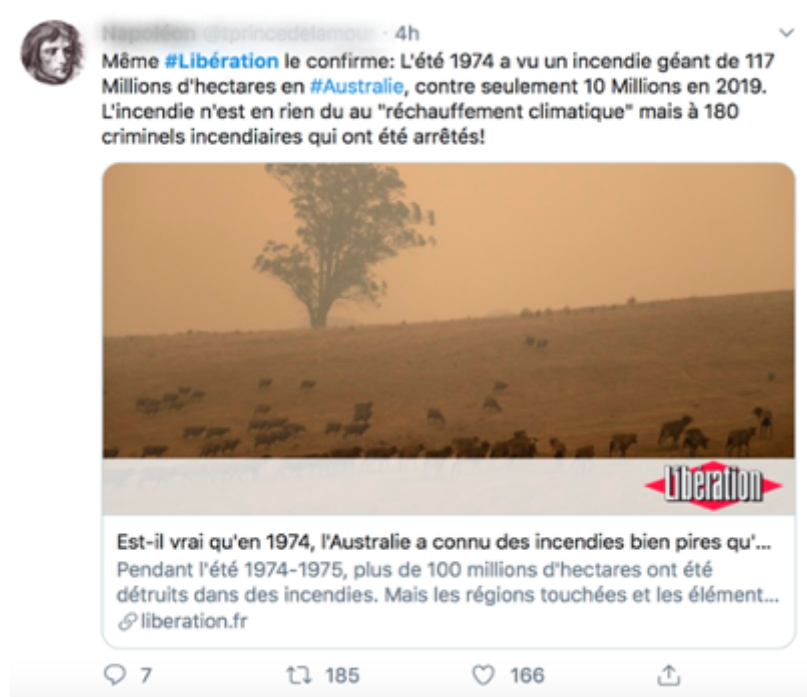 4h
Même #Libération le confirme: L'été 1974 a vu un incendie géant de 117
Millions d'hectares en #Australie, contre seulement 10 Millions en 2019.
L'incendie n'est en rien du au "réchauffement climatique" mais à 180
criminels incendiaires qui ont été arrêtés!
Libération
Est-il vrai qu'en 1974, l'Australie a connu des incendies bien pires qu'...
Pendant l'été 1974-1975, plus de 100 millions d'hectares ont été
détruits dans des incendies. Mais les régions touchées et les élément...
liberation.fr
7 185 166